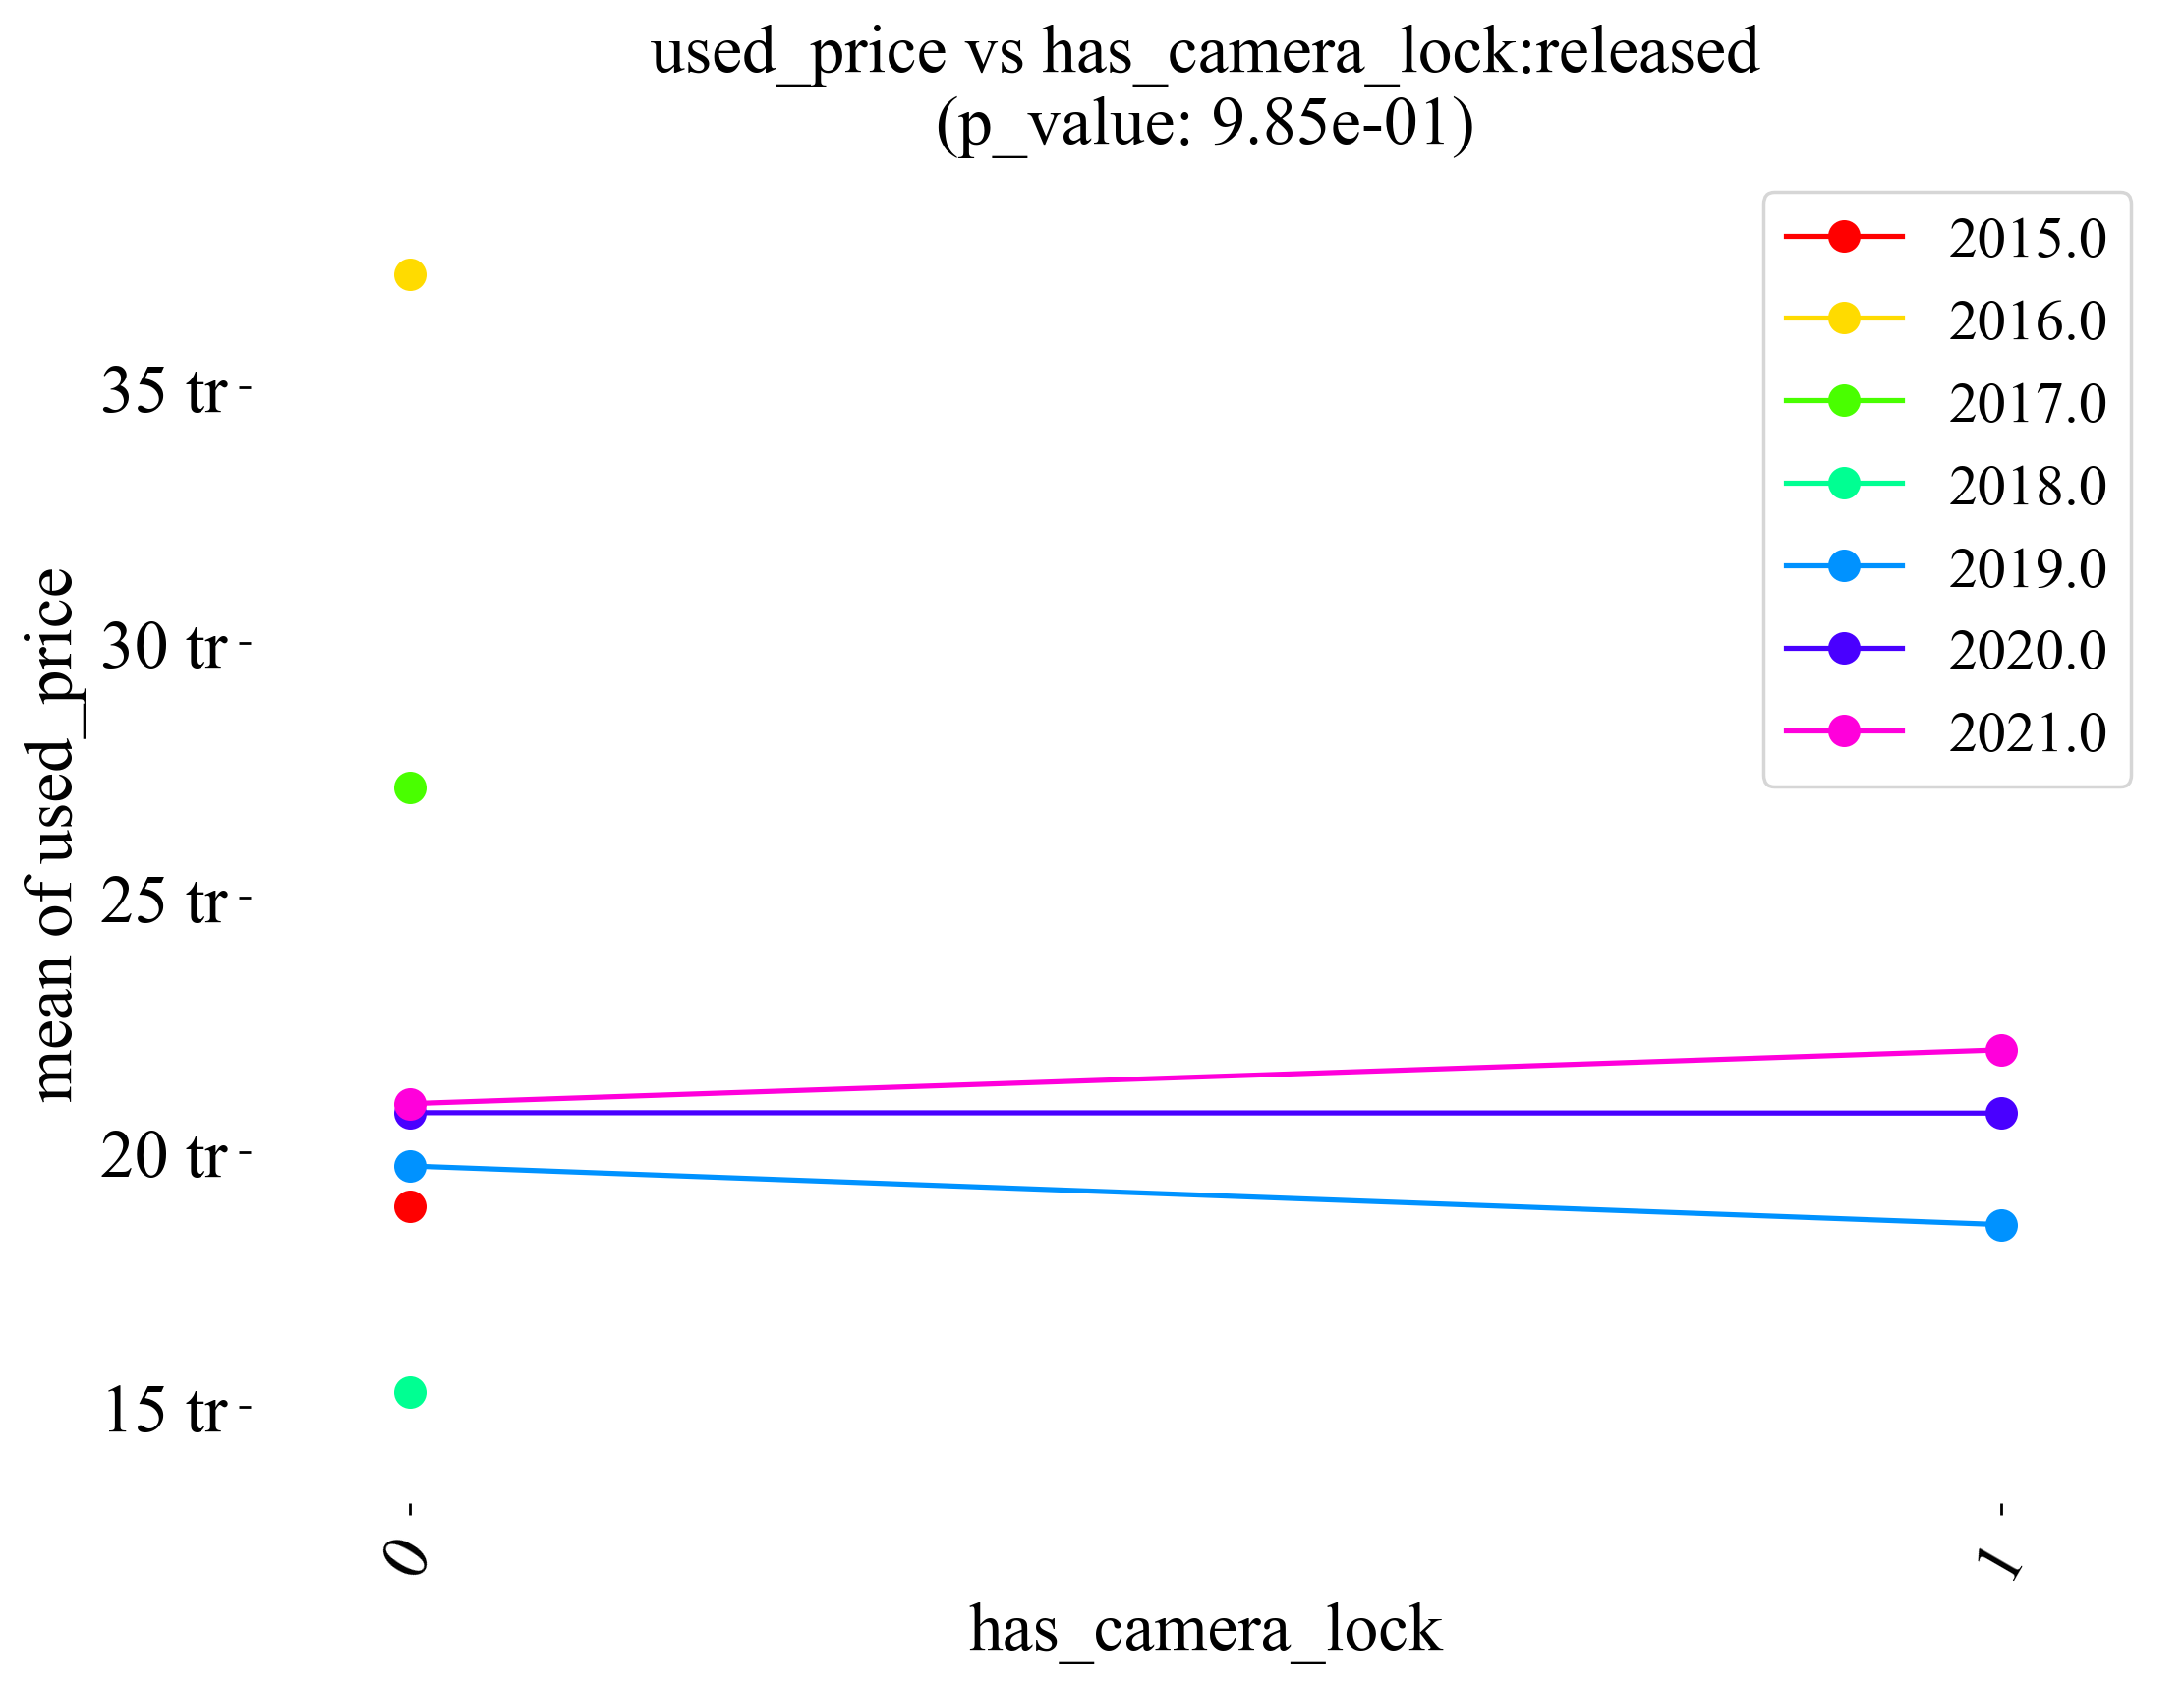 used_price vs has_camera_lock:released
(p_value: 9.85e-01)
2015.0
2016.0
2017.0
2018.0
2019.0
2020.0
2021.0
mean of used_price
35 tr
30 tr
25 tr
20 tr
15 tr
0
1
has_camera_lock